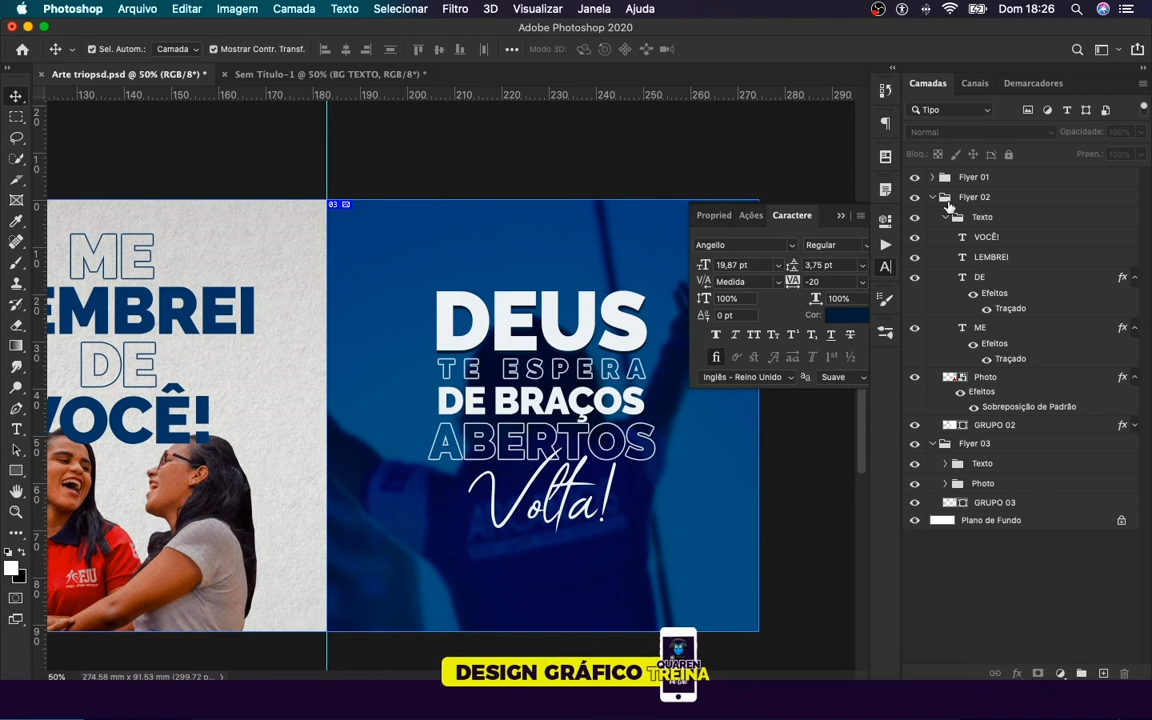 Photoshop Arquivo Editar Imagem Camada Texto Selecionar Filtro 3D Visualizar Janela Ajuda Dom 18:26
Adobe Photoshop 2020
Sel. Autom.: Camada Mostrar Contr. Transf. Modo 3D:
Arte triopsd.psd @ 50% (RGB/8*) * Sem Título-1 @ 50% (BG TEXTO, RGB/8*) *
130 140 150 160 170 180 190 200 210 220 230 240 250 260 270 280 290
Camadas Canais Demarcadores
Tipo
Normal Opacidade: 100%
Bloq.: Preen.: 100%
Flyer 01
Flyer 02
Texto
VOCÊ!
LEMBREI
DE fx
Efeitos
Traçado
ME fx
Efeitos
Traçado
Photo fx
Efeitos
Sobreposição de Padrão
GRUPO 02 fx
Flyer 03
Texto
Photo
GRUPO 03
Plano de Fundo
Propried Ações Caractere
Angello Regular
19,87 pt 3,75 pt
Medida -20
100% 100%
0 pt Cor:
Inglês - Reino Unido Suave
03
ME
EMBREI
DE
VOCÊ!
FJU
DEUS
TE ESPERA
DE BRAÇOS
ABERTOS
Volta!
50% 274,58 mm x 91,53 mm (299,72 p...
DESIGN GRÁFICO
QUAREN
TREINA